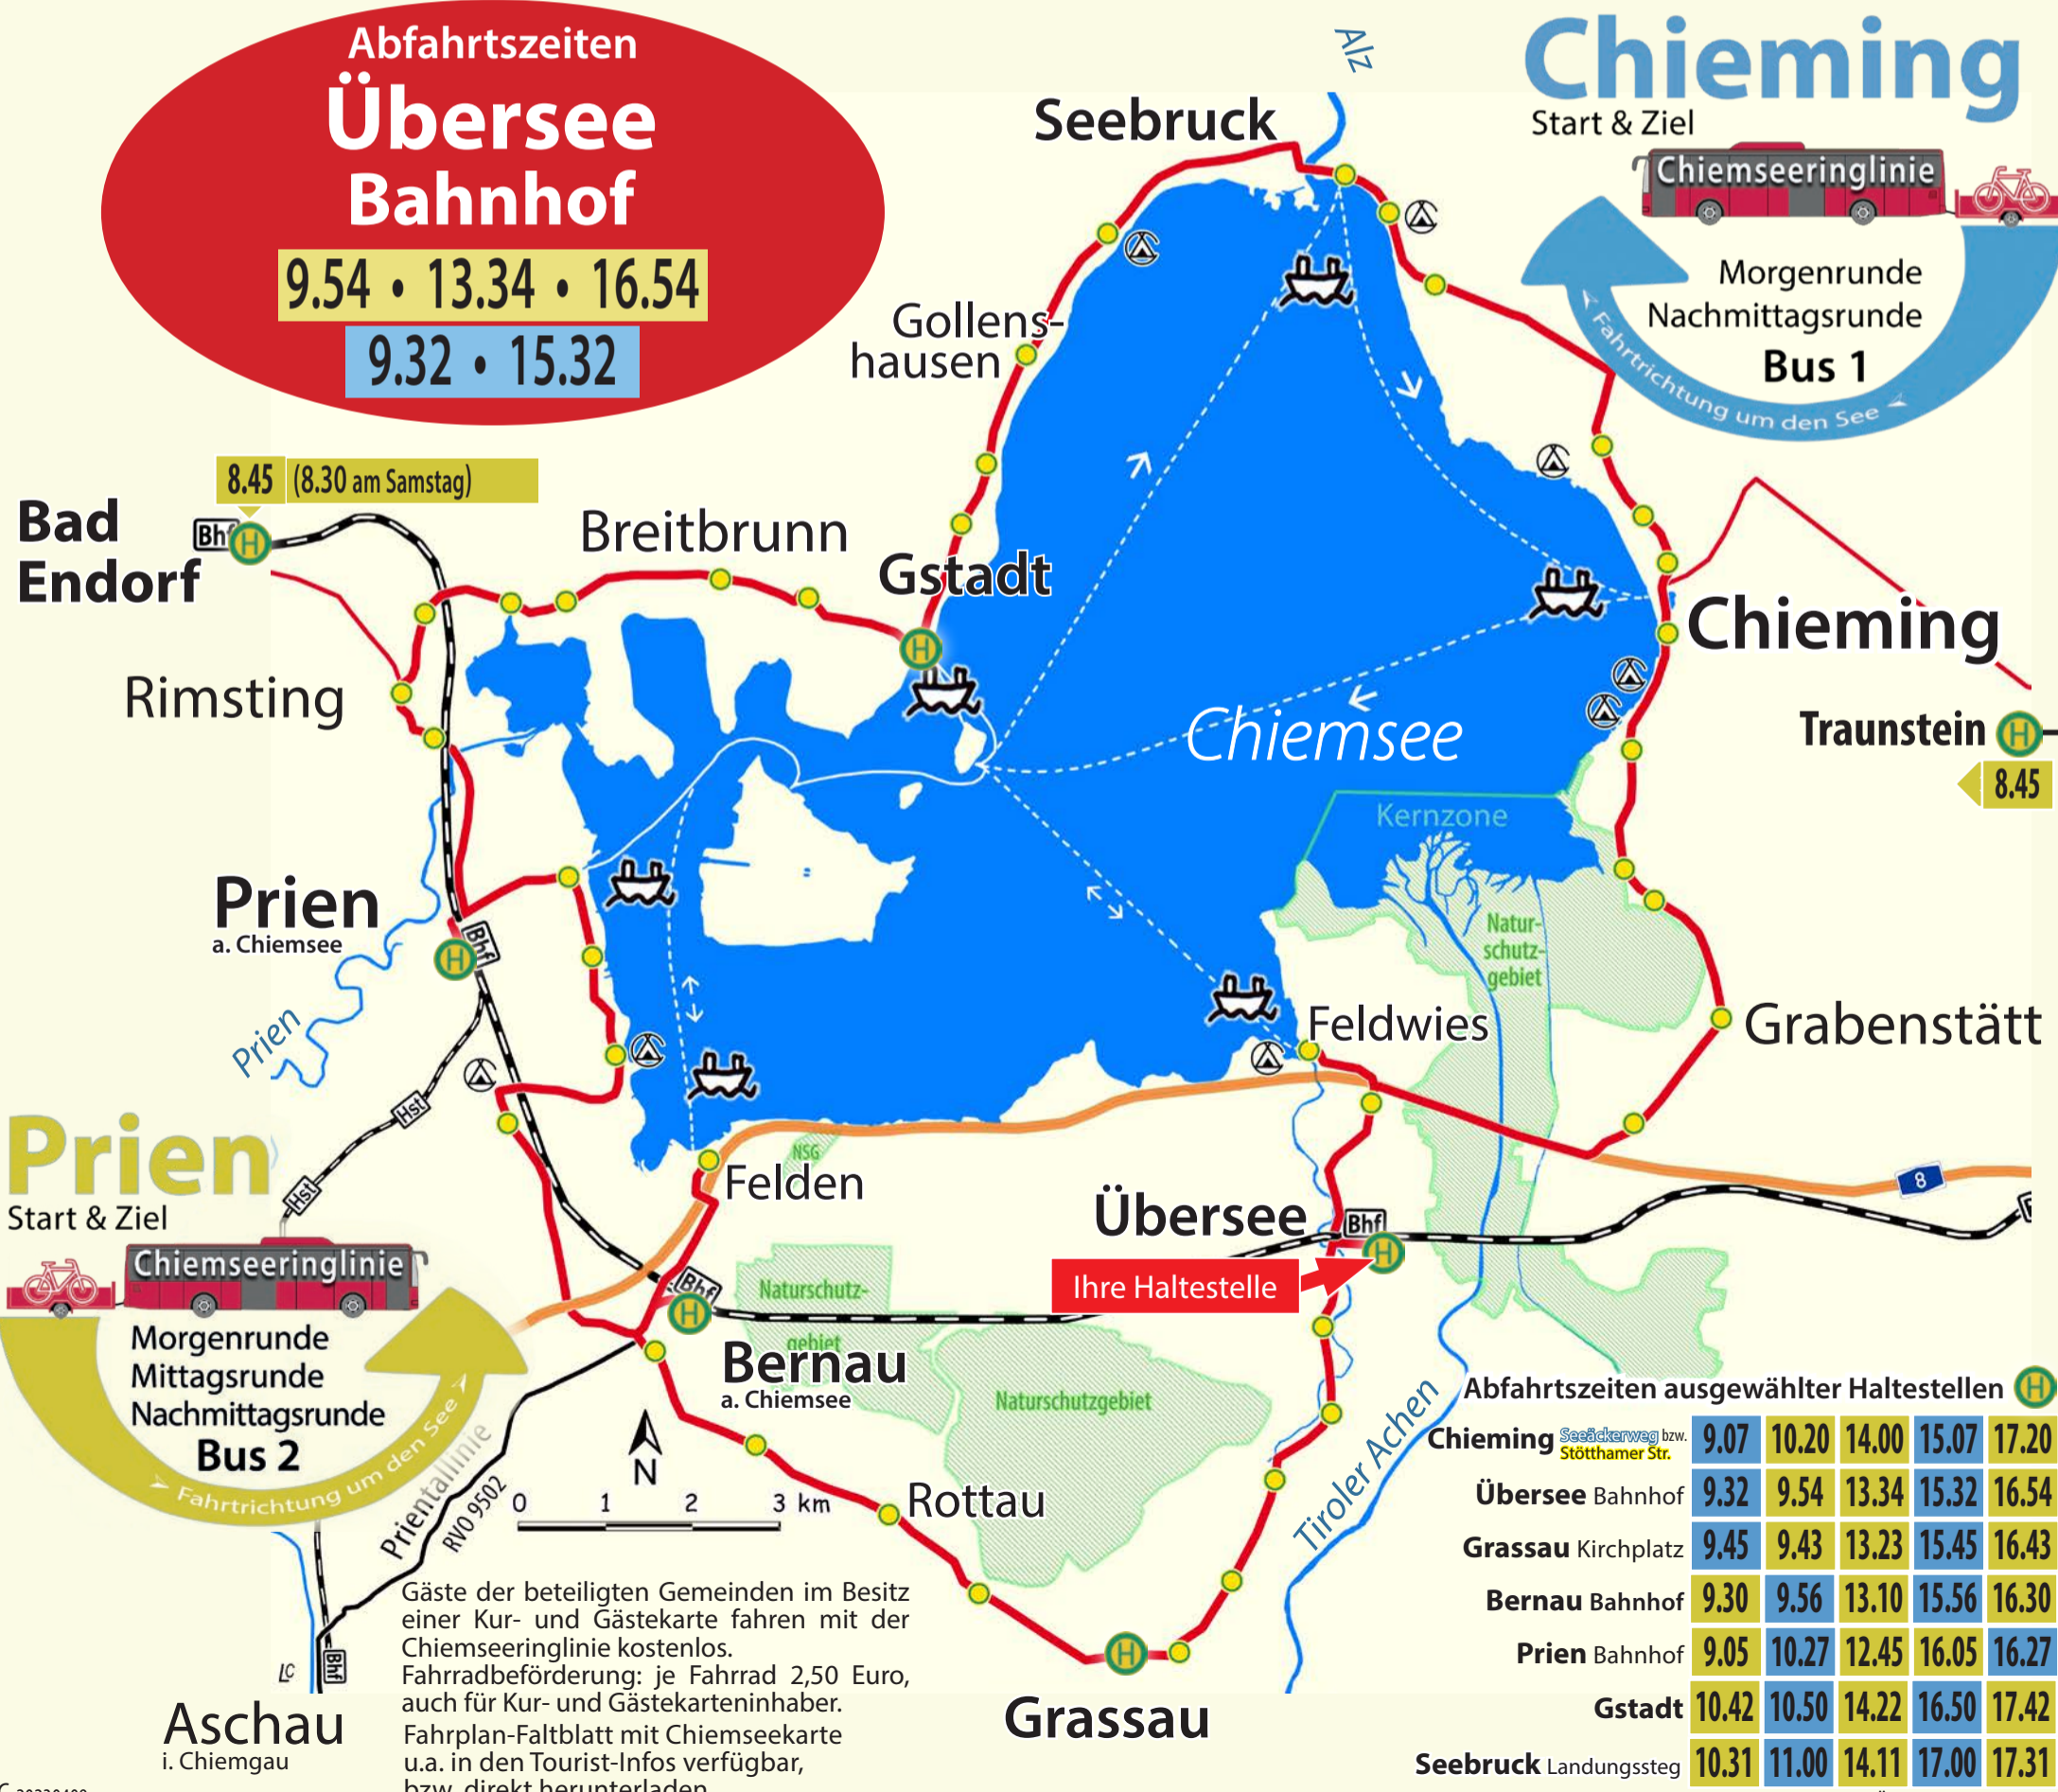 Abfahrtszeiten
Übersee
Bahnhof
9.54 • 13.34 • 16.54
9.32 • 15.32
Alz
Seebruck
Chieming
Start & Ziel
Chiemseeringlinie
Morgenrunde
Nachmittagsrunde
Bus 1
Fahrtrichtung um den See
Gollens-
hausen
8.45 (8.30 am Samstag)
Bad
Endorf
Bhf
Breitbrunn
Gstadt
H
H
Rimsting
Chieming
Chiemsee
Traunstein H
8.45
Kernzone
Prien
a. Chiemsee
Bhf
H
Natur-
schutz-
gebiet
Prien
Feldwies
Grabenstätt
Hst
Hst
Prien
Start & Ziel
Chiemseeringlinie
Morgenrunde
Mittagsrunde
Nachmittagsrunde
Bus 2
Fahrtrichtung um den See
NSG
Felden
8
Übersee
Bhf
H
Ihre Haltestelle
Bhf
H
Naturschutz-
gebiet
Bernau
a. Chiemsee
Naturschutzgebiet
Prientallinie
RVO 9502
N
0 1 2 3 km
Rottau
Tiroler Achen
H
Grassau
Bhf
Aschau
i. Chiemgau
Gäste der beteiligten Gemeinden im Besitz
einer Kur- und Gästekarte fahren mit der
Chiemseeringlinie kostenlos.
Fahrradbeförderung: je Fahrrad 2,50 Euro,
auch für Kur- und Gästekarteninhaber.
Fahrplan-Faltblatt mit Chiemseekarte
u.a. in den Tourist-Infos verfügbar,
bzw. direkt herunterladen
Abfahrtszeiten ausgewählter Haltestellen H
Chieming Seeäckerweg bzw. Stötthamer Str. 9.07 10.20 14.00 15.07 17.20
Übersee Bahnhof 9.32 9.54 13.34 15.32 16.54
Grassau Kirchplatz 9.45 9.43 13.23 15.45 16.43
Bernau Bahnhof 9.30 9.56 13.10 15.56 16.30
Prien Bahnhof 9.05 10.27 12.45 16.05 16.27
Gstadt 10.42 10.50 14.22 16.50 17.42
Seebruck Landungssteg 10.31 11.00 14.11 17.00 17.31